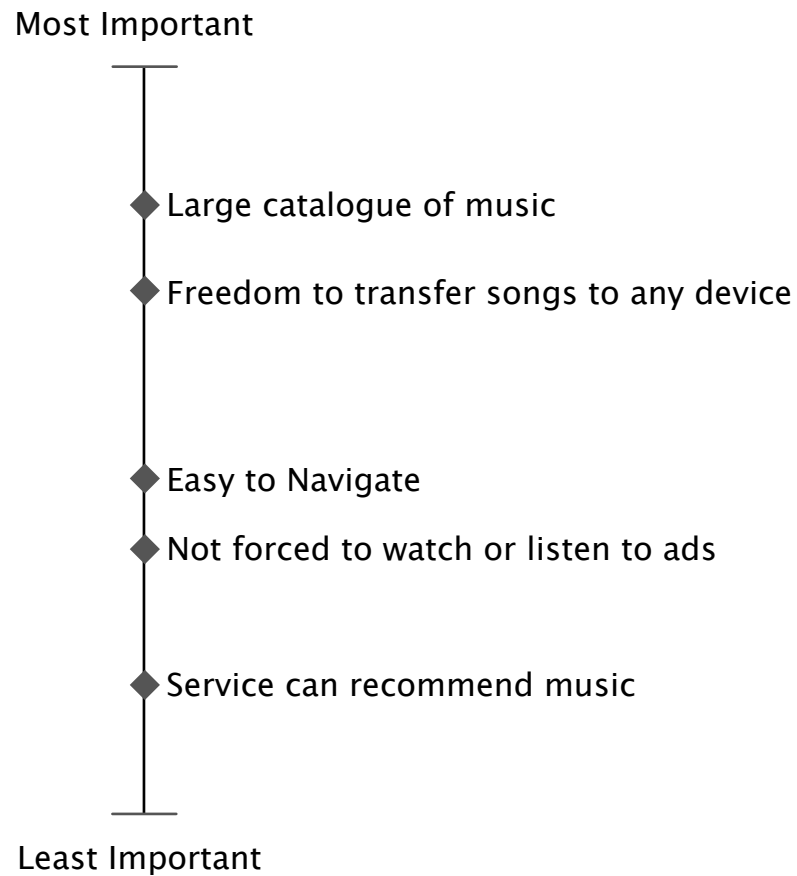 Most Important
Large catalogue of music
Freedom to transfer songs to any device
Easy to Navigate
Not forced to watch or listen to ads
Service can recommend music
Least Important